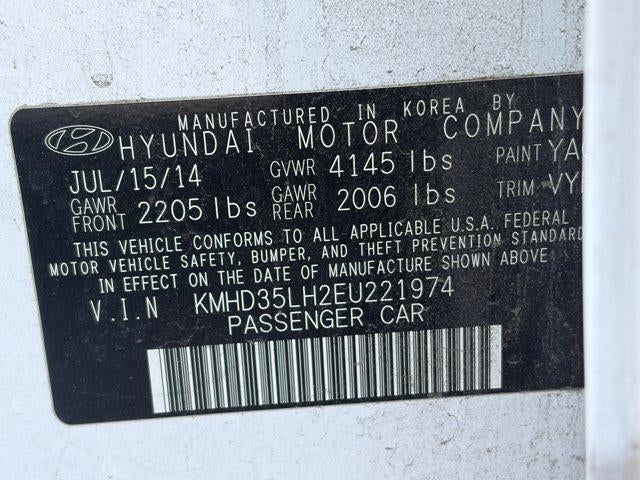 MANUFACTURED IN KOREA BY
HYUNDAI MOTOR COMPANY
JUL/15/14 GVWR 4145 lbs PAINT
GAWR FRONT 2205 lbs GAWR REAR 2006 lbs TRIM
THIS VEHICLE CONFORMS TO ALL APPLICABLE U.S.A. FEDERAL
MOTOR VEHICLE SAFETY, BUMPER, AND THEFT PREVENTION STANDARD
IN EFFECT ON THE DATE OF MANUFACTURE SHOWN ABOVE
V.I.N KMHD35LH2EU221974
PASSENGER CAR